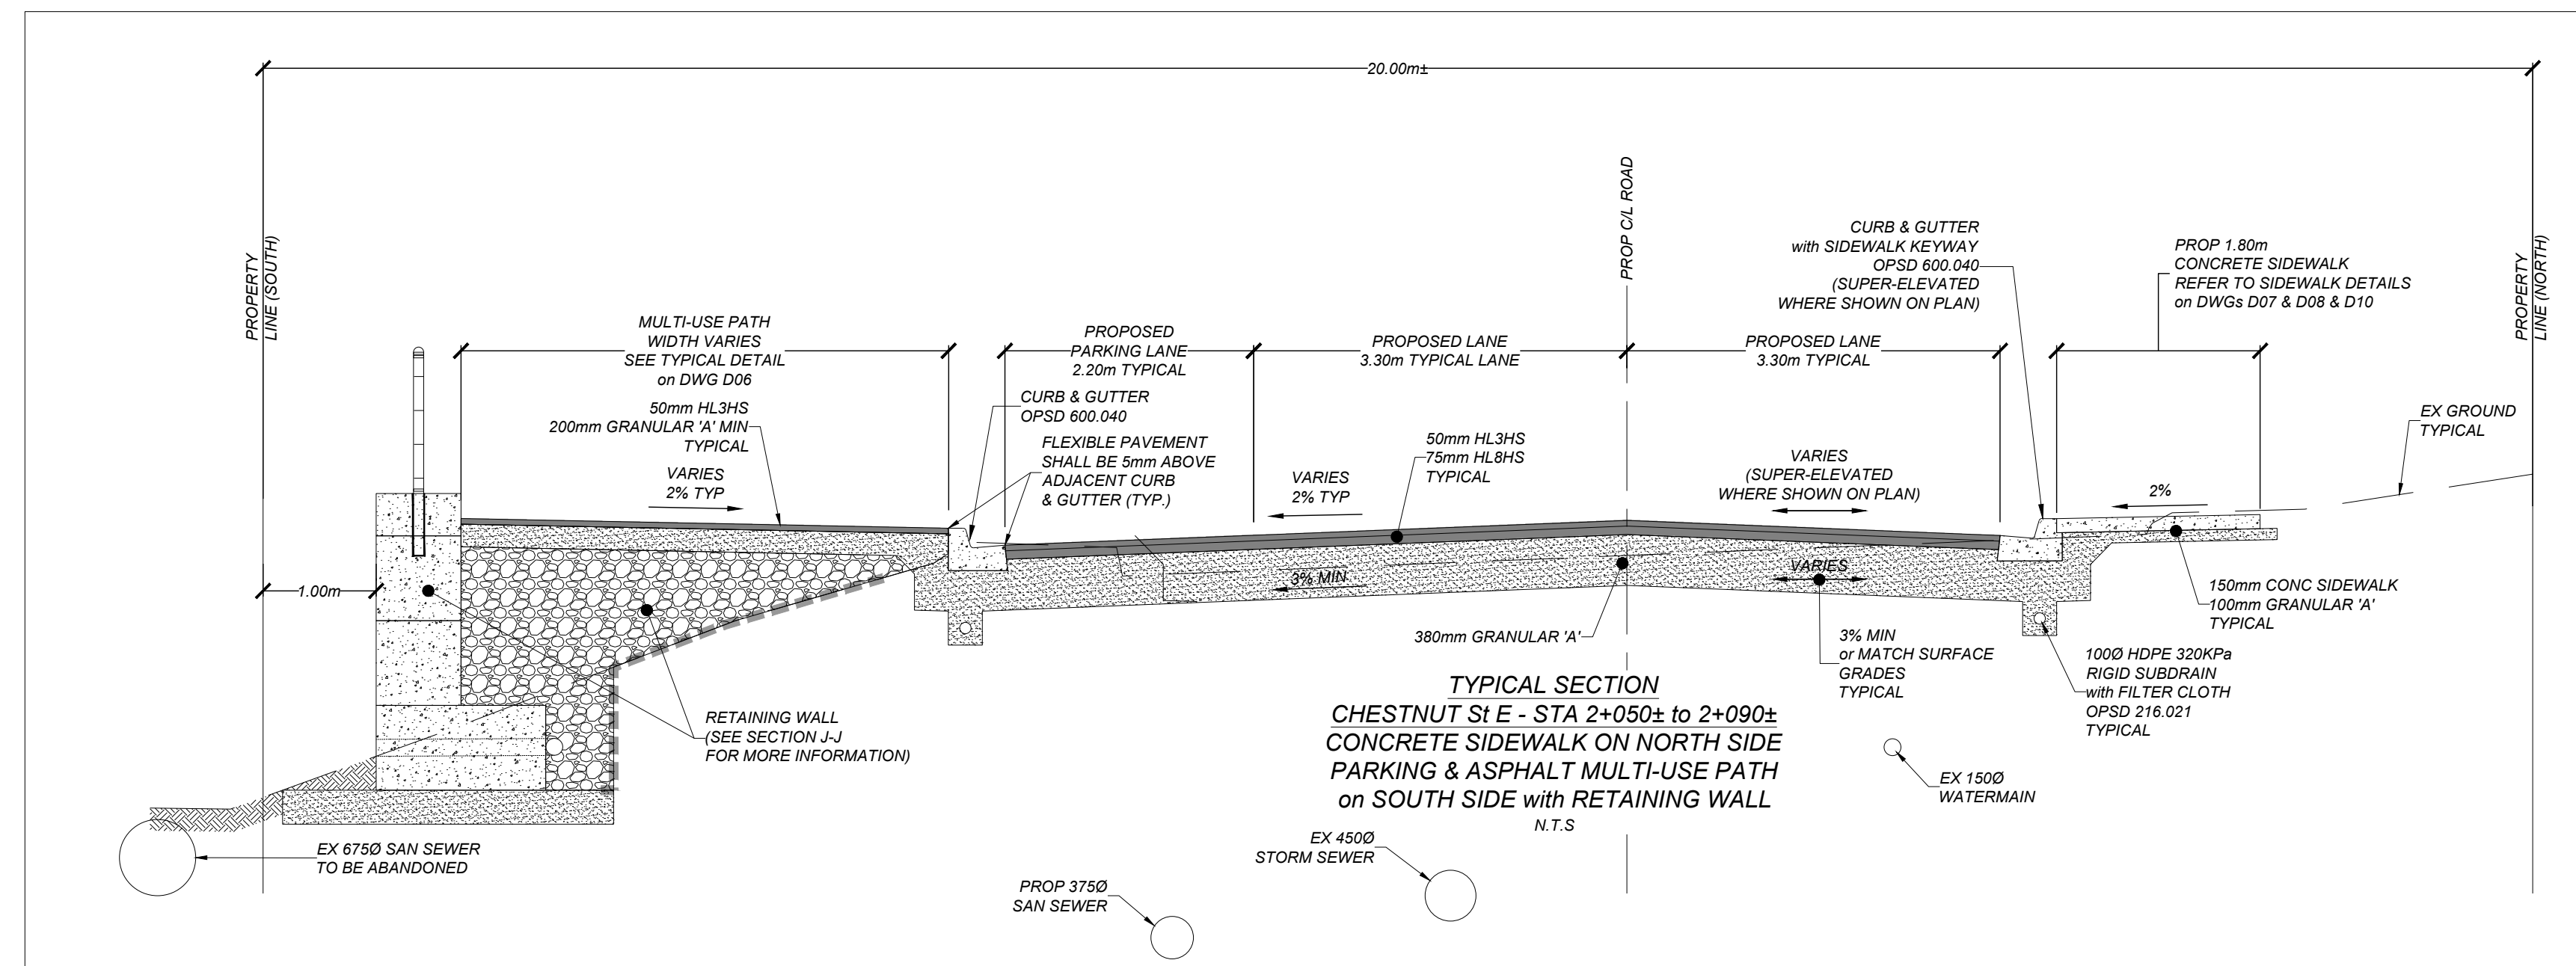 20.00m±
PROPERTY
LINE (SOUTH)
PROP C/L ROAD
PROPERTY
LINE (NORTH)
CURB & GUTTER
with SIDEWALK KEYWAY
OPSD 600.040
(SUPER-ELEVATED
WHERE SHOWN ON PLAN)
PROP 1.80m
CONCRETE SIDEWALK
REFER TO SIDEWALK DETAILS
on DWGs D07 & D08 & D10
MULTI-USE PATH
WIDTH VARIES
SEE TYPICAL DETAIL
on DWG D06
PROPOSED
PARKING LANE
2.20m TYPICAL
PROPOSED LANE
3.30m TYPICAL LANE
PROPOSED LANE
3.30m TYPICAL
50mm HL3HS
200mm GRANULAR 'A' MIN
TYPICAL
CURB & GUTTER
OPSD 600.040
FLEXIBLE PAVEMENT
SHALL BE 5mm ABOVE
ADJACENT CURB
& GUTTER (TYP.)
50mm HL3HS
75mm HL8HS
TYPICAL
EX GROUND
TYPICAL
VARIES
2% TYP
VARIES
2% TYP
VARIES
(SUPER-ELEVATED
WHERE SHOWN ON PLAN)
2%
1.00m
3% MIN
VARIES
380mm GRANULAR 'A'
3% MIN
or MATCH SURFACE
GRADES
TYPICAL
150mm CONC SIDEWALK
100mm GRANULAR 'A'
TYPICAL
100Ø HDPE 320KPa
RIGID SUBDRAIN
with FILTER CLOTH
OPSD 216.021
TYPICAL
RETAINING WALL
(SEE SECTION J-J
FOR MORE INFORMATION)
TYPICAL SECTION
CHESTNUT St E - STA 2+050± to 2+090±
CONCRETE SIDEWALK ON NORTH SIDE
PARKING & ASPHALT MULTI-USE PATH
on SOUTH SIDE with RETAINING WALL
N.T.S
EX 150Ø
WATERMAIN
EX 675Ø SAN SEWER
TO BE ABANDONED
EX 450Ø
STORM SEWER
PROP 375Ø
SAN SEWER